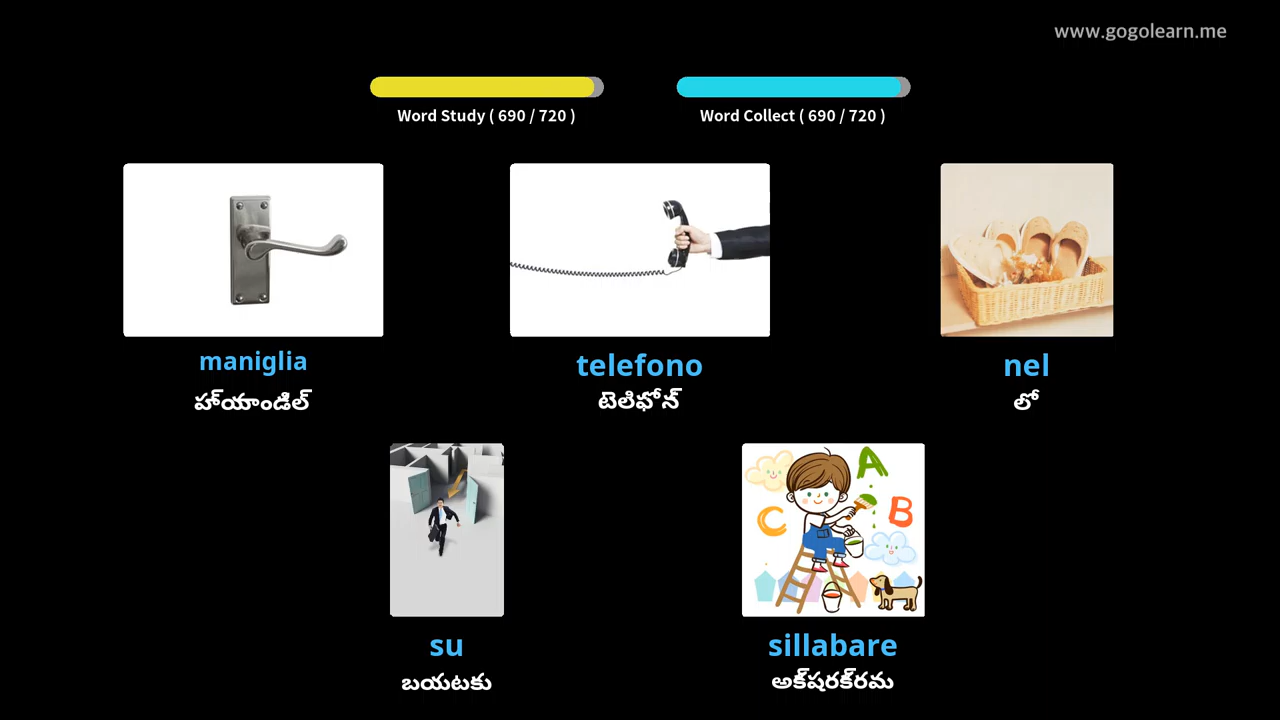 www.gogolearn.me
Word Study ( 690 / 720 )
Word Collect ( 690 / 720 )
maniglia
హ్యాండిల్
telefono
టెలిఫోన్
nel
లో
su
బయటకు
sillabare
అక్షరక్రమ
A
B
C